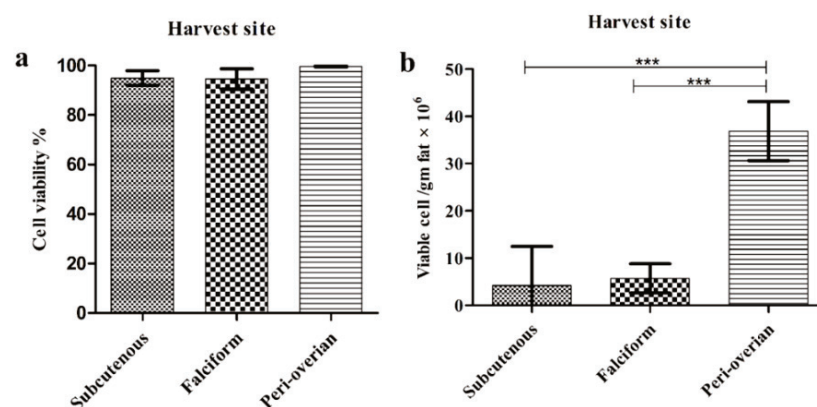 Harvest site
a
Cell viability %
100
80
60
40
20
0
Subcutenous
Falciform
Peri-overian
Harvest site
b
Viable cell /gm fat × 10⁶
50
40
30
20
10
0
***
***
Subcutenous
Falciform
Peri-overian